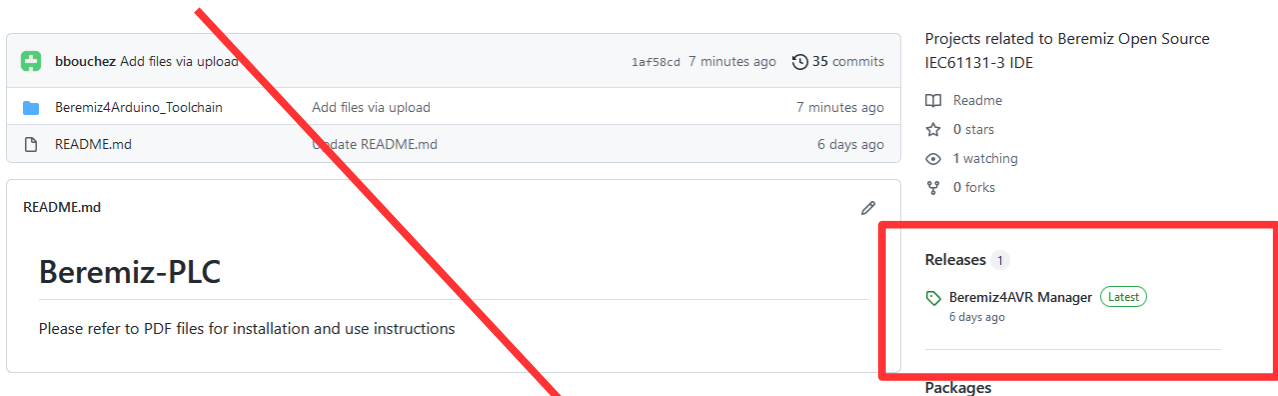 bbouchez Add files via upload 1af58cd 7 minutes ago 35 commits
Beremiz4Arduino_Toolchain Add files via upload 7 minutes ago
README.md Update README.md 6 days ago
README.md
Beremiz-PLC
Please refer to PDF files for installation and use instructions
Projects related to Beremiz Open Source
IEC61131-3 IDE
Readme
0 stars
1 watching
0 forks
Releases 1
Beremiz4AVR Manager Latest
6 days ago
Packages